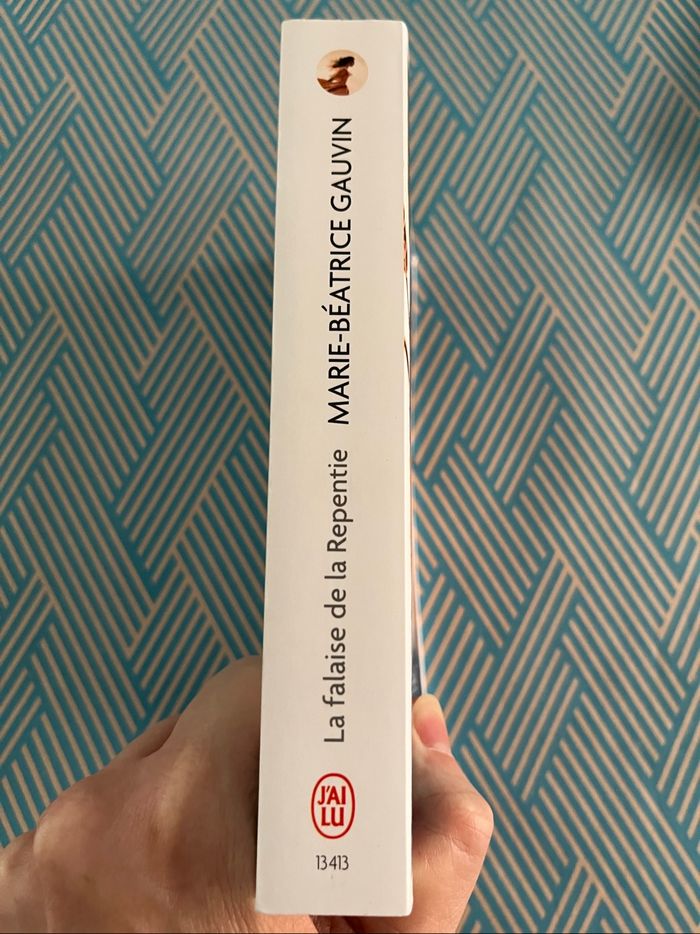 La falaise de la Repentie MARIE-BÉATRICE GAUVIN
J'AI
LU
13413